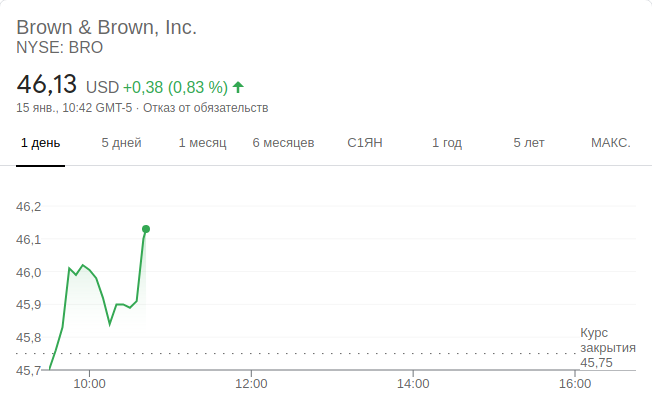 Brown & Brown, Inc.
NYSE: BRO
46,13 USD +0,38 (0,83 %)
15 янв., 10:42 GMT-5 · Отказ от обязательств
1 день 5 дней 1 месяц 6 месяцев С1ЯН 1 год 5 лет МАКС.
46,2
46,1
46,0
45,9
45,8
45,7
Курс
закрытия
45,75
10:00 12:00 14:00 16:00